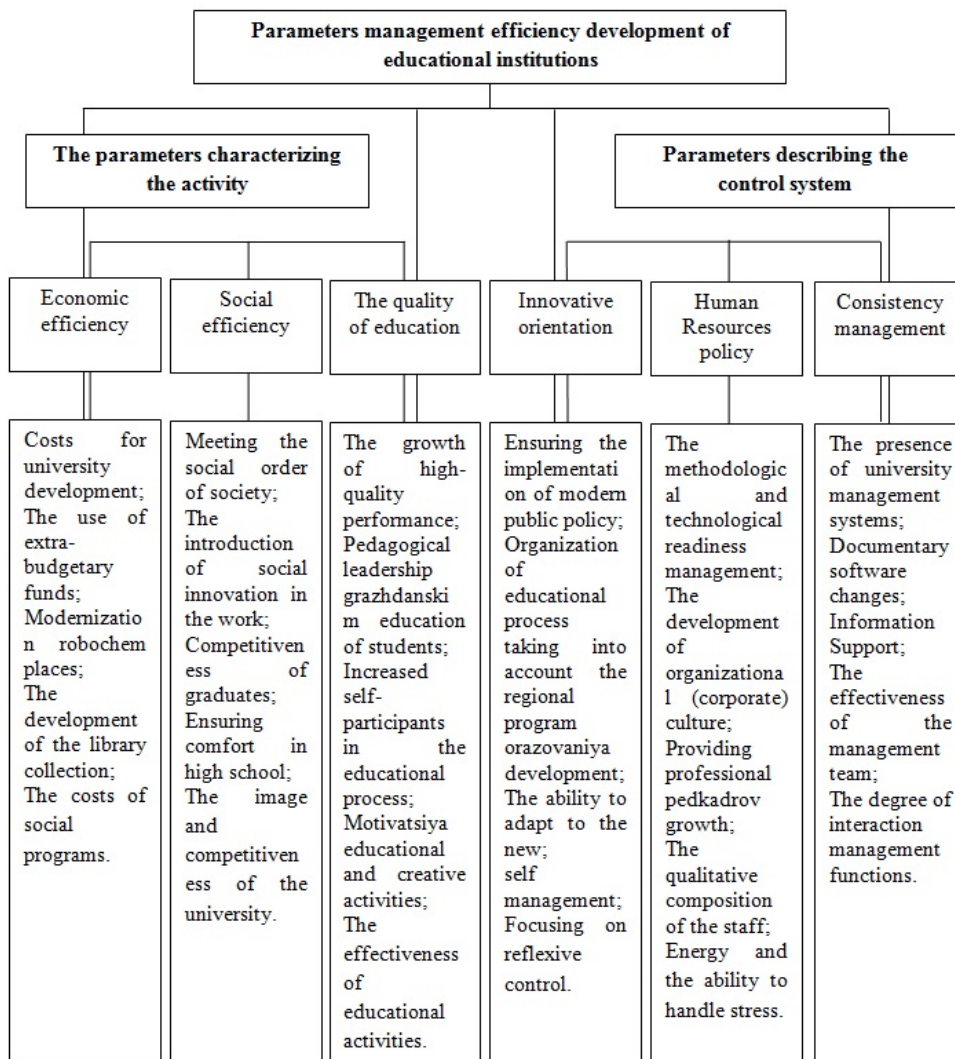 Parameters management efficiency development of
educational institutions
The parameters characterizing
the activity
Parameters describing the
control system
Economic
efficiency
Social
efficiency
The quality
of education
Innovative
orientation
Human
Resources
policy
Consistency
management
Costs for
university
development;
The use of
extra-
budgetary
funds;
Modernizatio
n robochem
places;
The
development
of the library
collection;
The costs of
social
programs.
Meeting the
social order
of society;
The
introduction
of social
innovation in
the work;
Competitiven
ess of
graduates;
Ensuring
comfort in
high school;
The image
and
competitiven
ess of the
university.
The growth
of high-
quality
performance;
Pedagogical
leadership
grazhdanski
m education
of students;
Increased
self-
participants
in the
educational
process;
Motivatsiya
educational
and creative
activities;
The
effectiveness
of
educational
activities.
Ensuring the
implementati
on of modern
public policy;
Organization
of
educational
process
taking into
account the
regional
program
orazovaniya
development;
The ability to
adapt to the
new;
self
management;
Focusing on
reflexive
control.
The
methodologic
al and
technological
readiness
management;
The
development
of
organizationa
l (corporate)
culture;
Providing
professional
pedkadrov
growth;
The
qualitative
composition
of the staff;
Energy and
the ability to
handle stress.
The presence
of university
management
systems;
Documentary
software
changes;
Information
Support;
The
effectiveness
of the
management
team;
The degree of
interaction
management
functions.